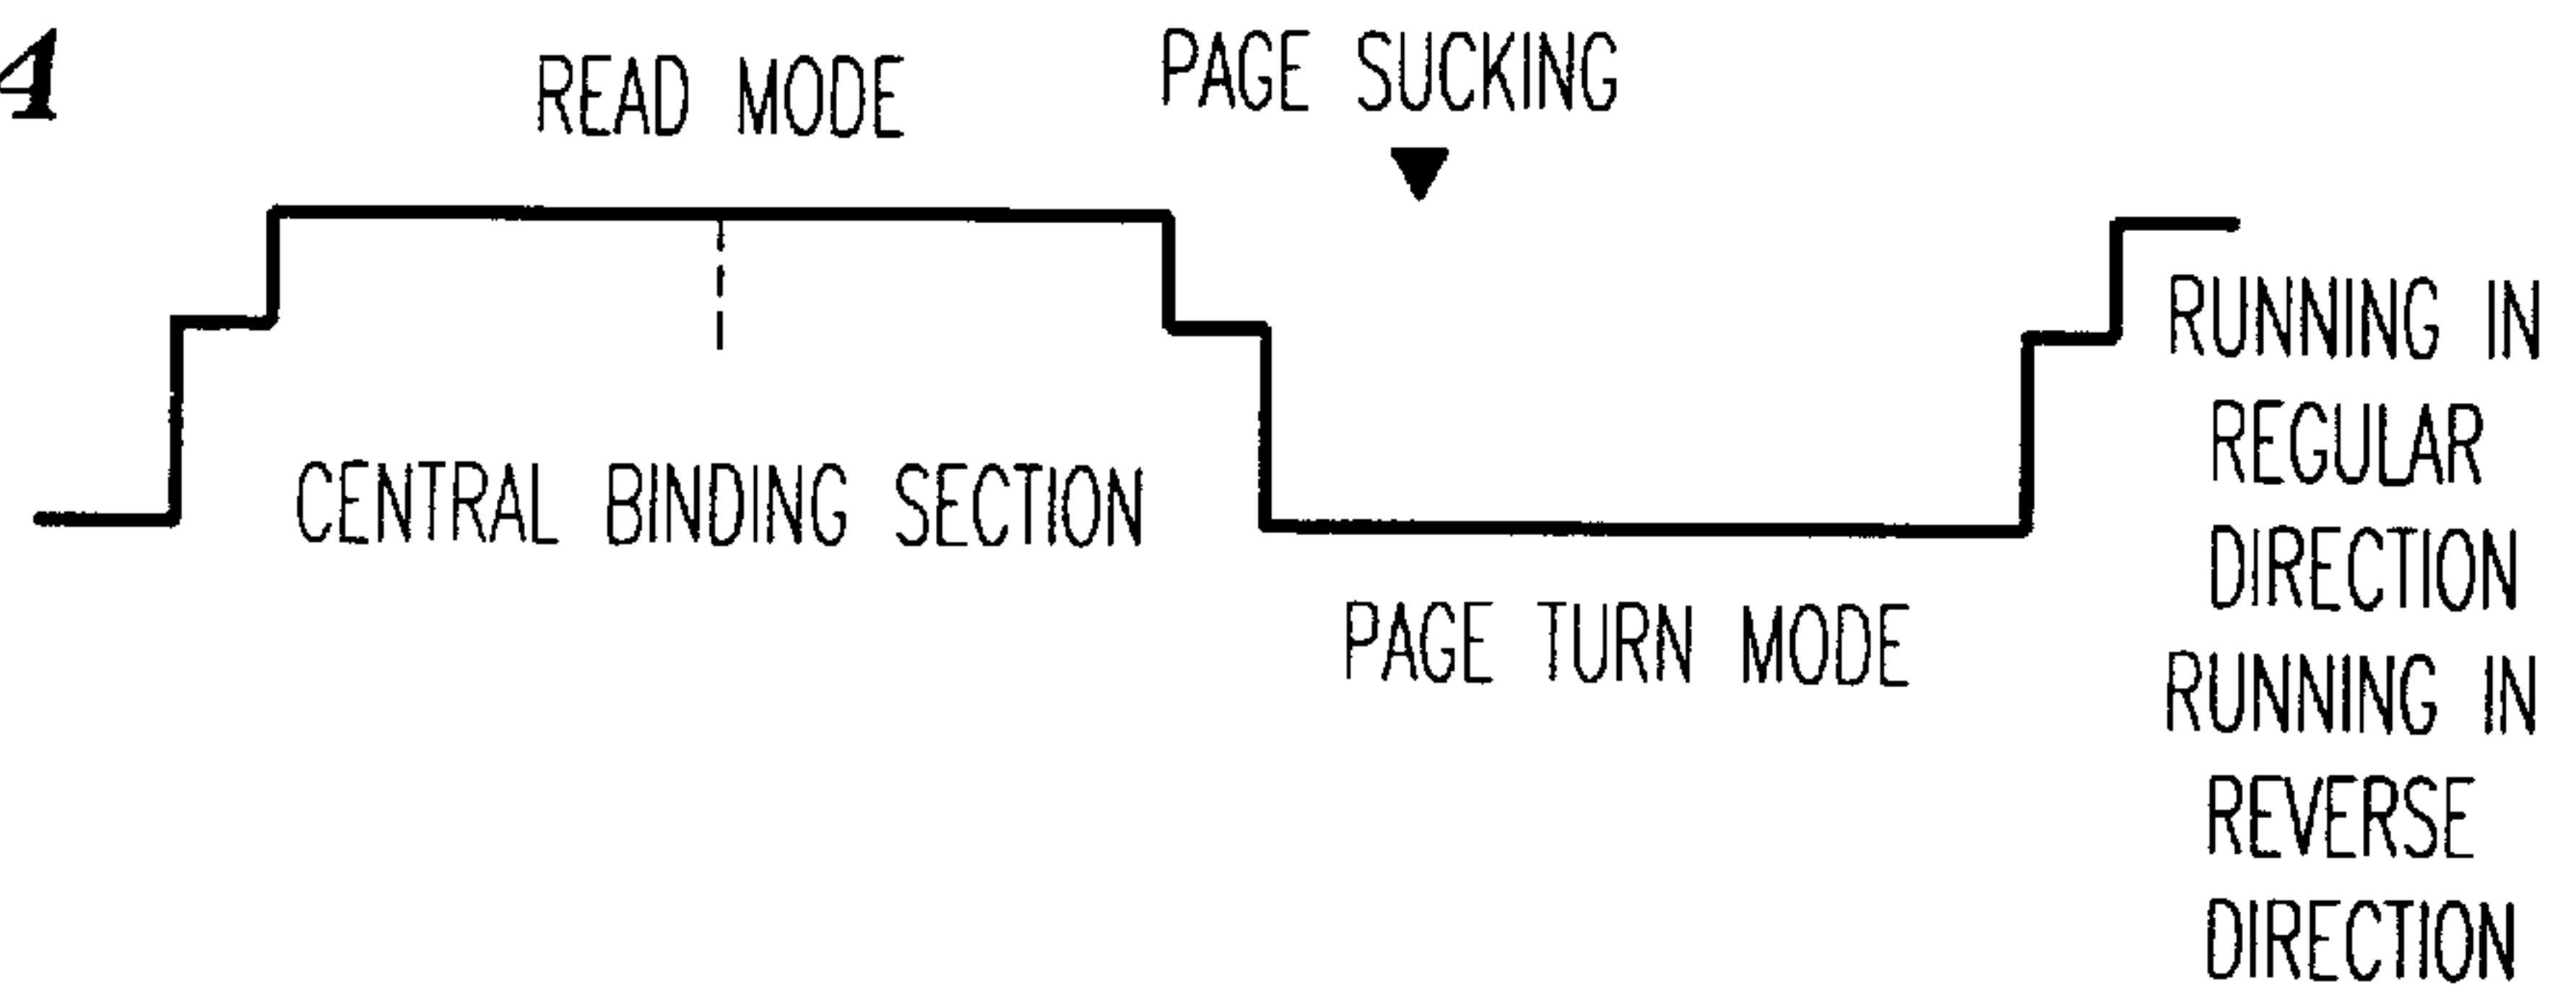 4
READ MODE
PAGE SUCKING
CENTRAL BINDING SECTION
PAGE TURN MODE
RUNNING IN
REGULAR
DIRECTION
RUNNING IN
REVERSE
DIRECTION